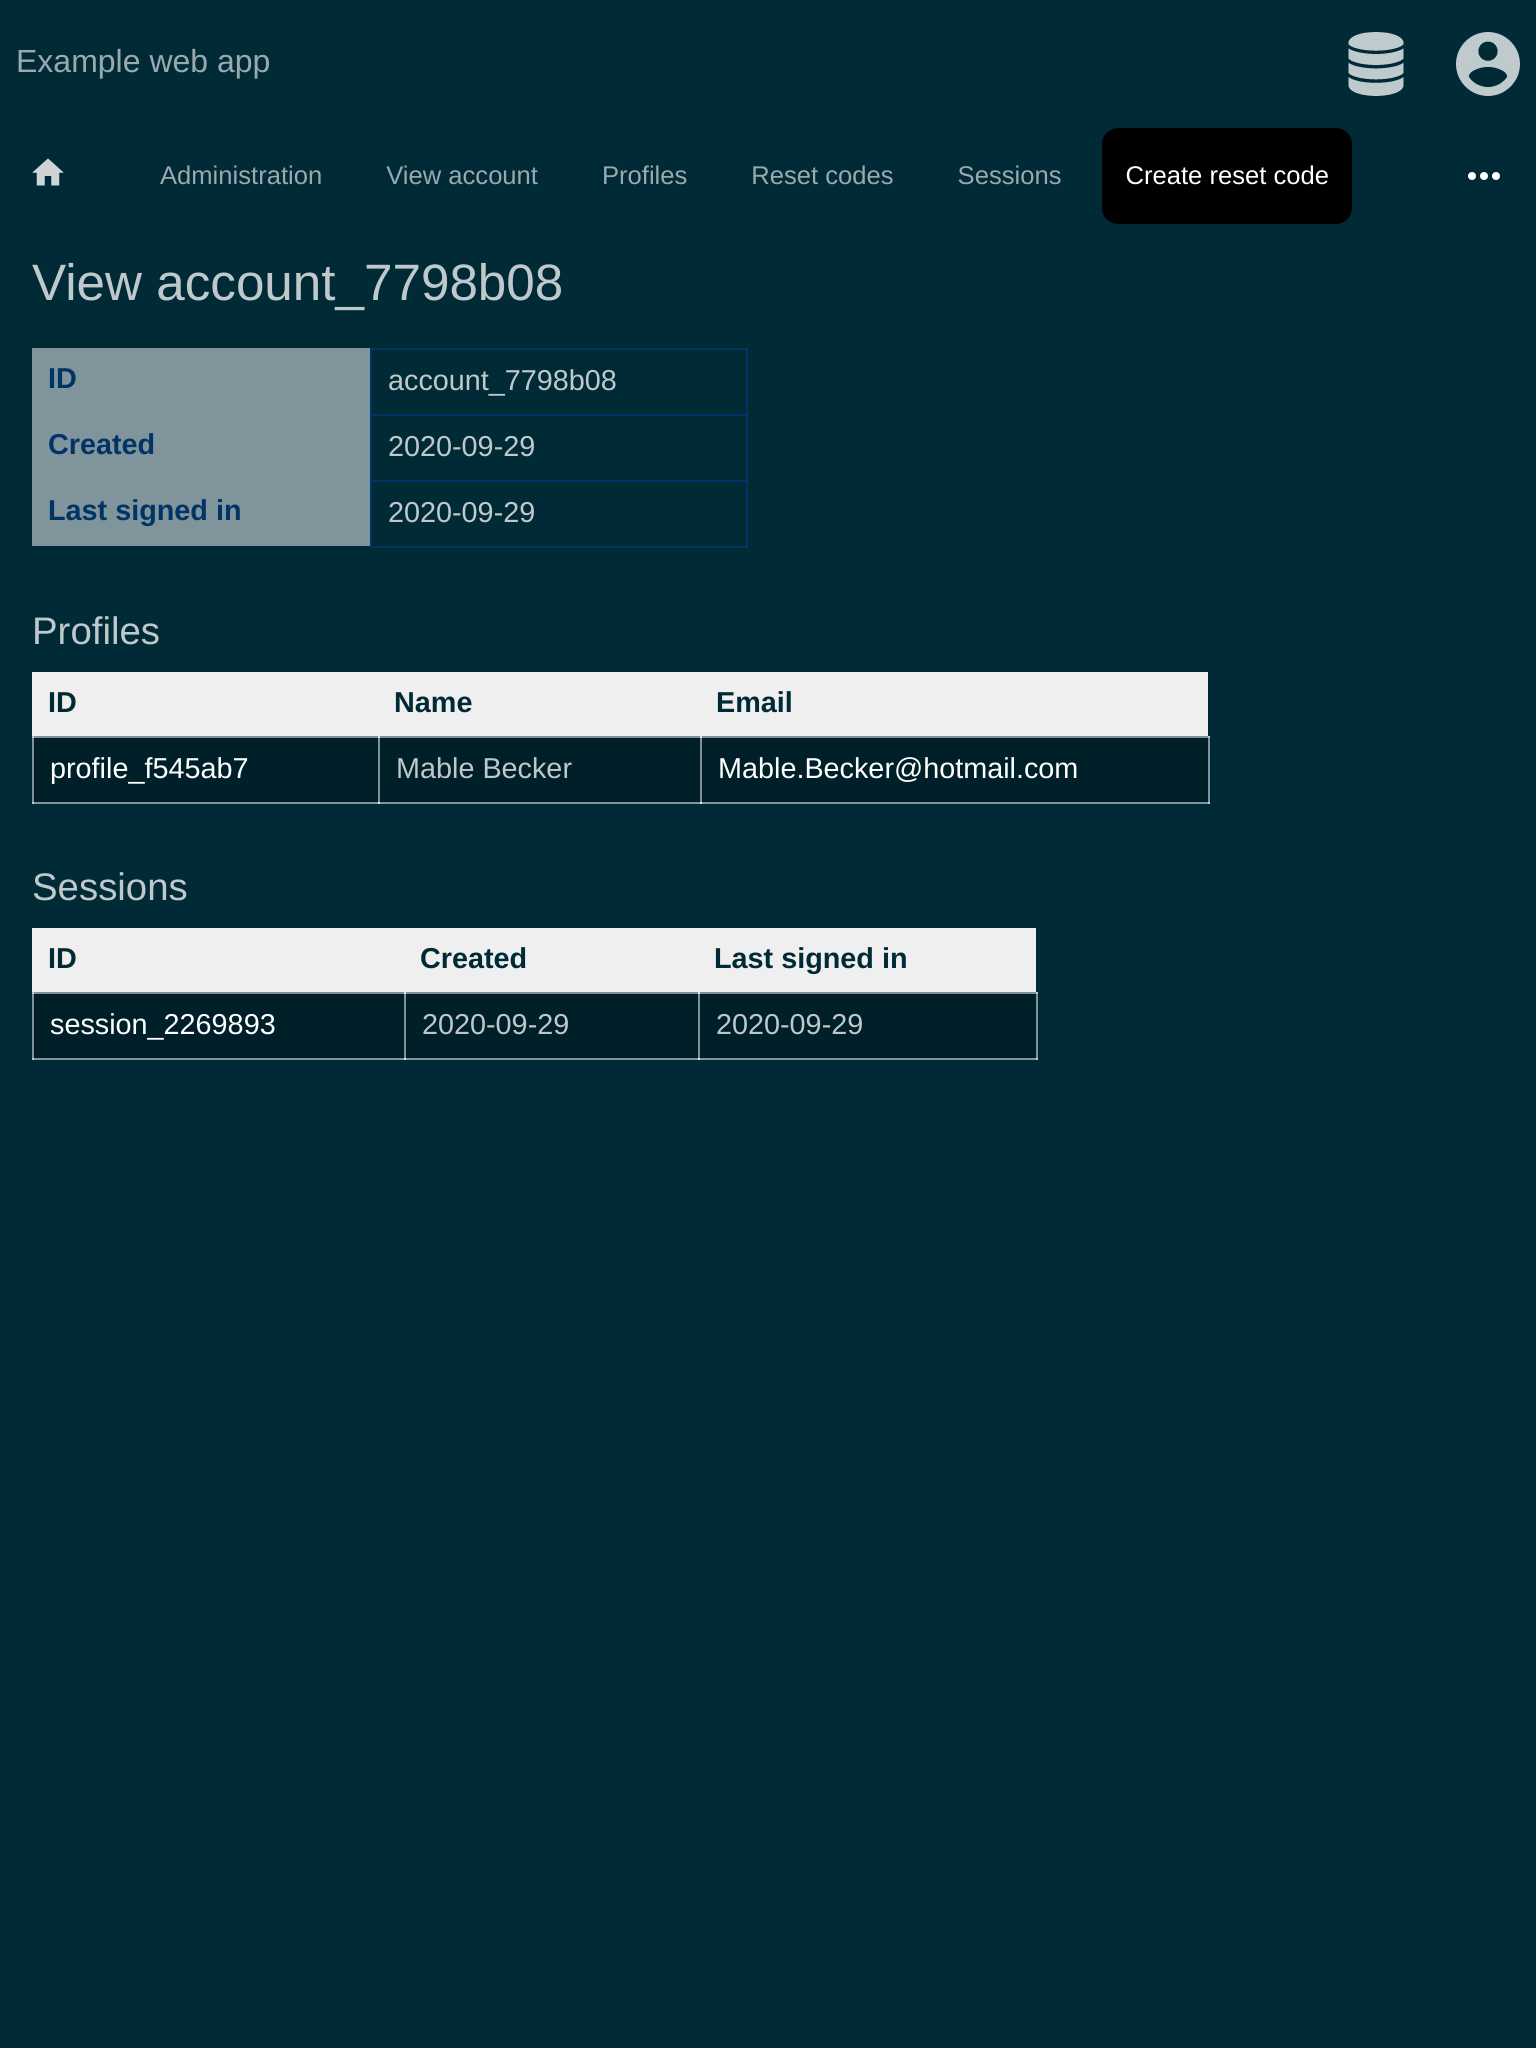 Example web app
Administration View account Profiles Reset codes Sessions Create reset code
View account_7798b08
ID account_7798b08
Created 2020-09-29
Last signed in 2020-09-29
Profiles
ID Name Email
profile_f545ab7 Mable Becker Mable.Becker@hotmail.com
Sessions
ID Created Last signed in
session_2269893 2020-09-29 2020-09-29